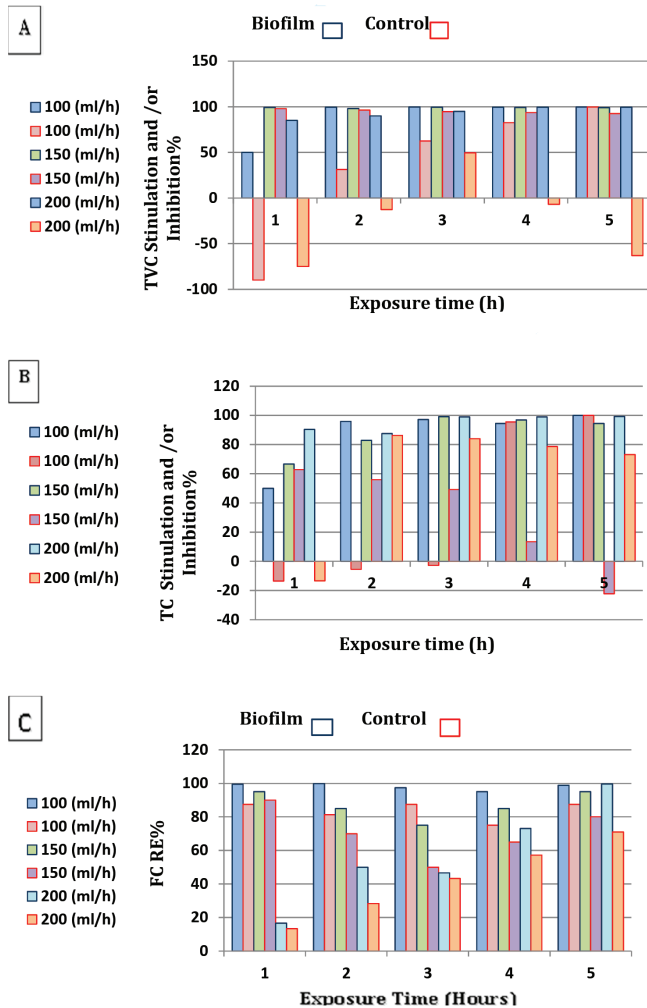 A
Biofilm Control
150
100
50
0
-50
-100
TVC Stinulation and /or
Inhibition%
100 (ml/h)
100 (ml/h)
150 (ml/h)
150 (ml/h)
200 (ml/h)
200 (ml/h)
1 2 3 4 5
Exposure time (h)
B
120
100
80
60
40
20
0
-20
-40
TC Stinulation and /or
Inhibition%
100 (ml/h)
100 (ml/h)
150 (ml/h)
150 (ml/h)
200 (ml/h)
200 (ml/h)
1 2 3 4 5
Exposure time (h)
C
Biofilm Control
120
100
80
60
40
20
0
FC RE%
100 (ml/h)
100 (ml/h)
150 (ml/h)
150 (ml/h)
200 (ml/h)
200 (ml/h)
1 2 3 4 5
Exposure Time (Hours)